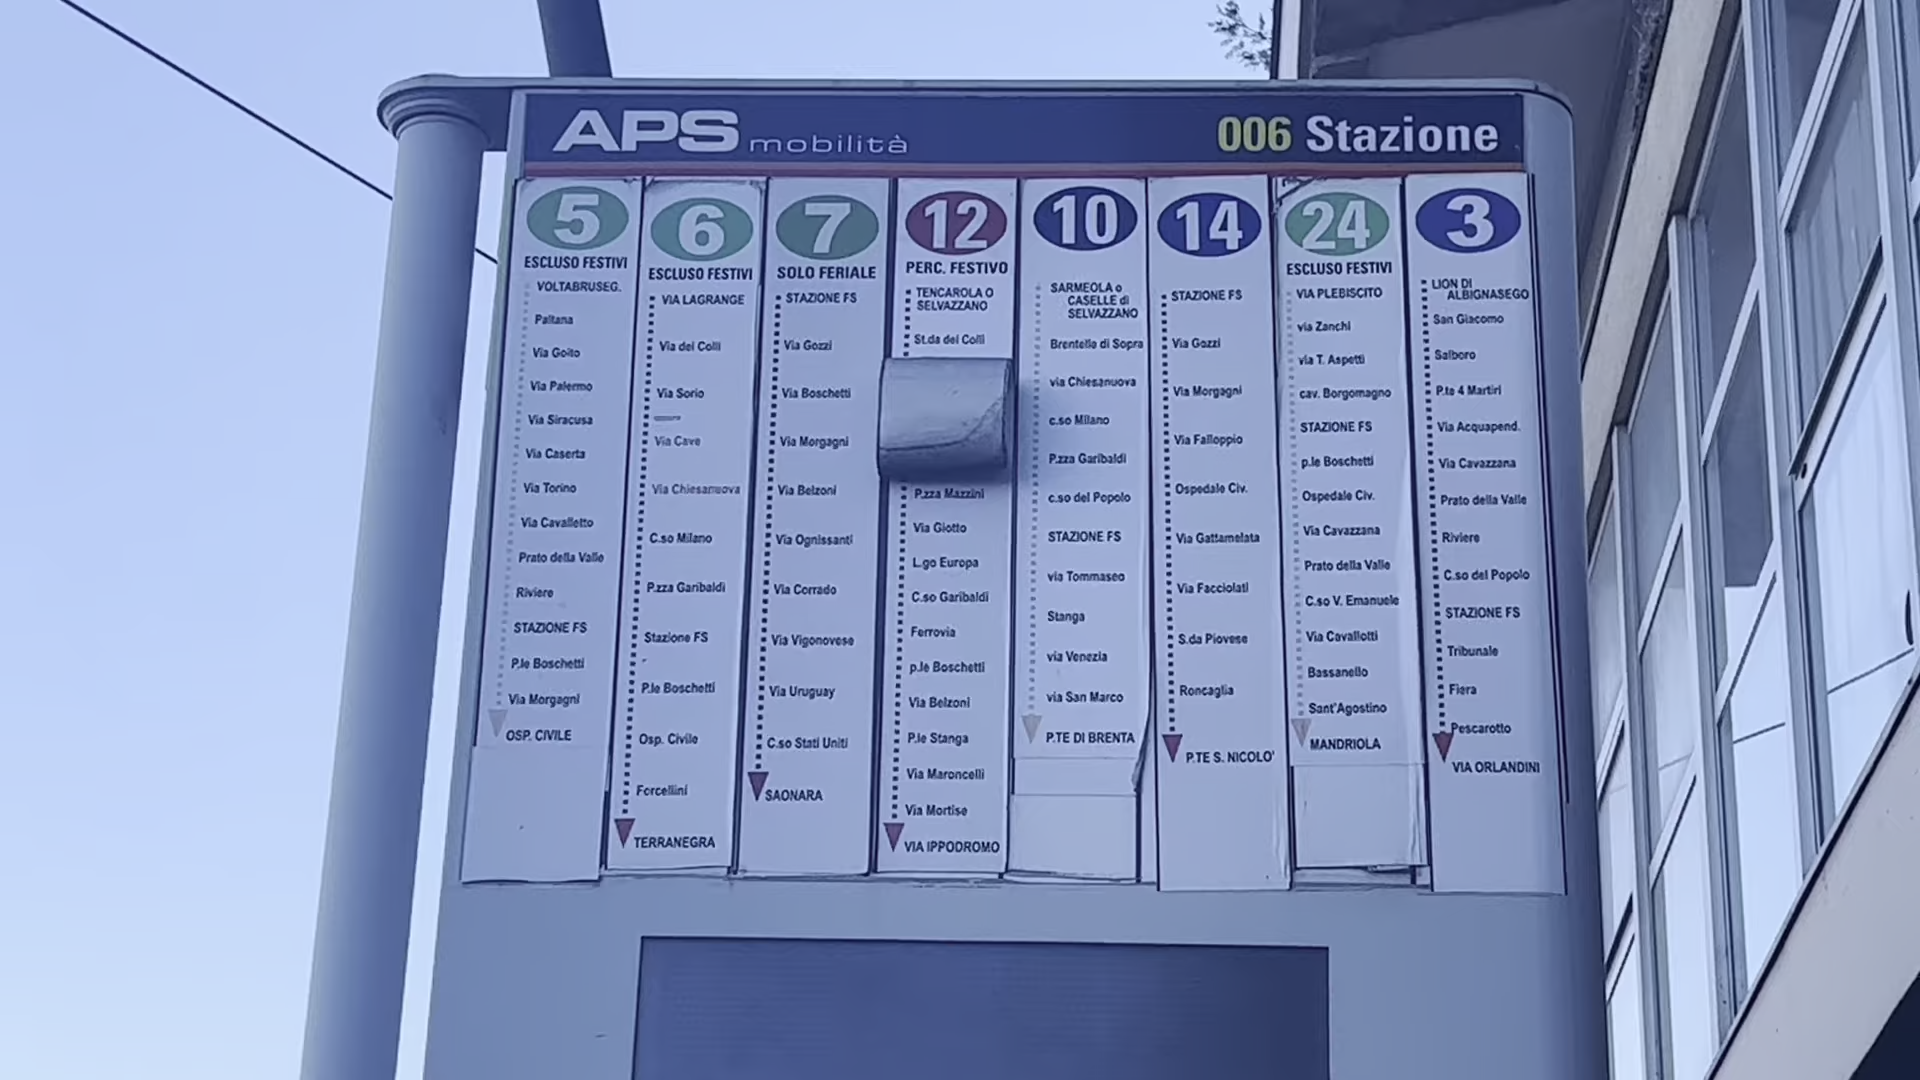 APS mobilità
006 Stazione
5
ESCLUSO FESTIVI
VOLTABRUSEG.
Paltana
Via Goito
Via Palermo
Via Siracusa
Via Caserta
Via Torino
Via Cavalletto
Prato della Valle
Riviere
STAZIONE FS
P.le Boschetti
Via Morgagni
OSP. CIVILE
6
ESCLUSO FESTIVI
VIA LAGRANGE
Via dei Colli
Via Sorio
Via Cave
Via Chiesanuova
C.so Milano
P.zza Garibaldi
Stazione FS
P.le Boschetti
Osp. Civile
Forcellini
TERRANEGRA
7
SOLO FERIALE
STAZIONE FS
Via Gozzi
Via Boschetti
Via Morgagni
Via Belzoni
Via Ognissanti
Via Corrado
Via Vigonovese
Via Uruguay
C.so Stati Uniti
SAONARA
12
PERC. FESTIVO
TENCAROLA O
SELVAZZANO
St.da dei Colli
P.zza Mazzini
Via Giotto
L.go Europa
C.so Garibaldi
Ferrovia
p.le Boschetti
Via Belzoni
P.le Stanga
Via Maroncelli
Via Mortise
VIA IPPODROMO
10
SARMEOLA o
CASELLE di
SELVAZZANO
Brentelle di Sopra
via Chiesanuova
c.so Milano
P.zza Garibaldi
c.so del Popolo
STAZIONE FS
via Tommaseo
Stanga
via Venezia
via San Marco
P.TE DI BRENTA
14
STAZIONE FS
Via Gozzi
Via Morgagni
Via Falloppio
Ospedale Civ.
Via Gattamelata
Via Facciolati
S.da Piovese
Roncaglia
P.TE S. NICOLO'
24
ESCLUSO FESTIVI
VIA PLEBISCITO
via Zanchi
via T. Aspetti
cav. Borgomagno
STAZIONE FS
p.le Boschetti
Ospedale Civ.
Via Cavazzana
Prato della Valle
C.so V. Emanuele
Via Cavallotti
Bassanello
Sant'Agostino
MANDRIOLA
3
LION DI
ALBIGNASEGO
San Giacomo
Salboro
P.te 4 Martiri
Via Acquapend.
Via Cavazzana
Prato della Valle
Riviere
C.so del Popolo
STAZIONE FS
Tribunale
Fiera
Pescarotto
VIA ORLANDINI